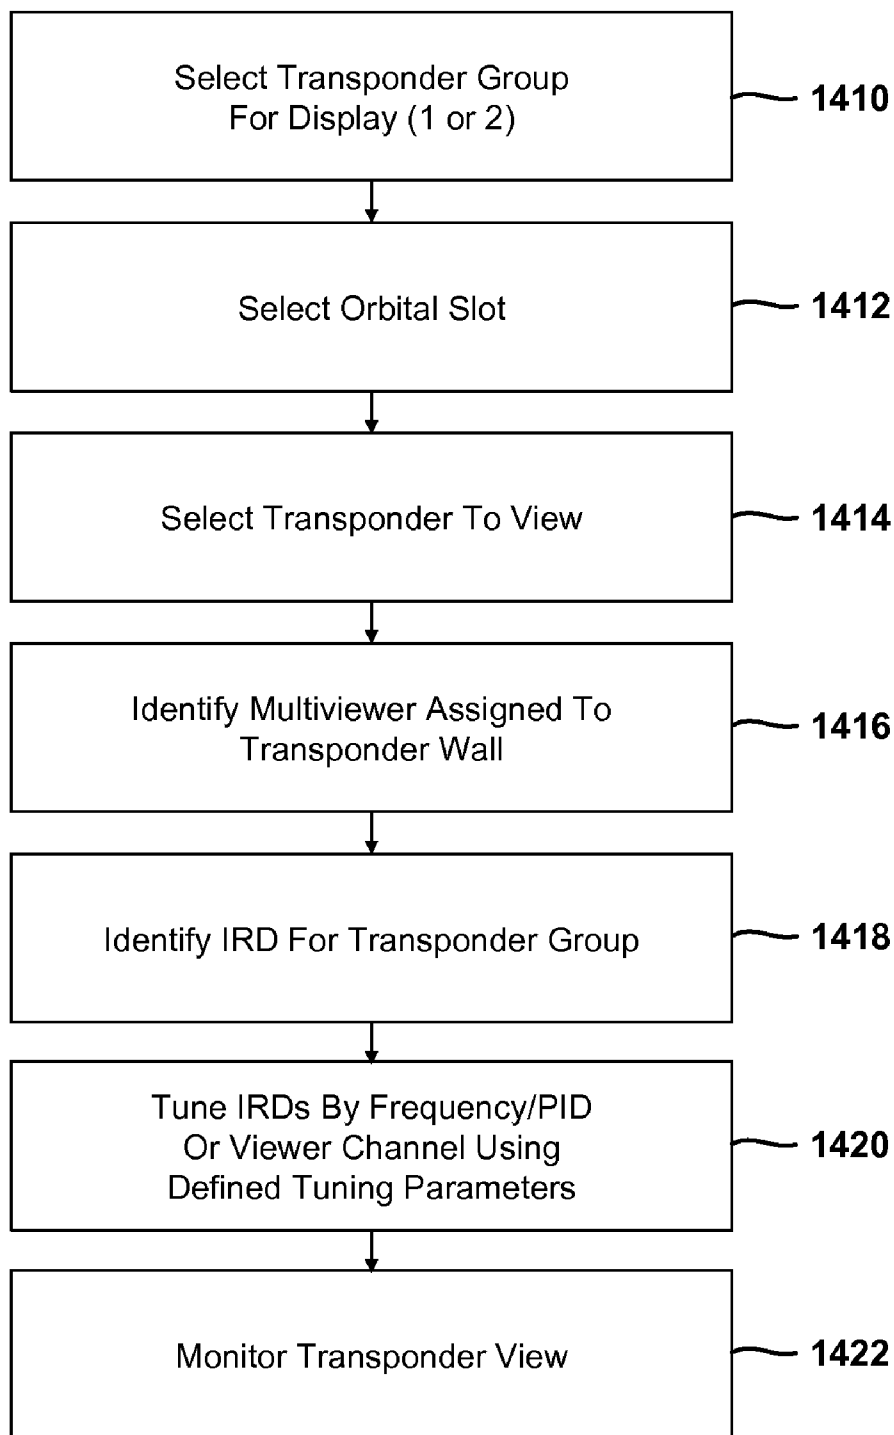 Select Transponder Group
For Display (1 or 2)
1410
Select Orbital Slot
1412
Select Transponder To View
1414
Identify Multiviewer Assigned To
Transponder Wall
1416
Identify IRD For Transponder Group
1418
Tune IRDs By Frequency/PID
Or Viewer Channel Using
Defined Tuning Parameters
1420
Monitor Transponder View
1422